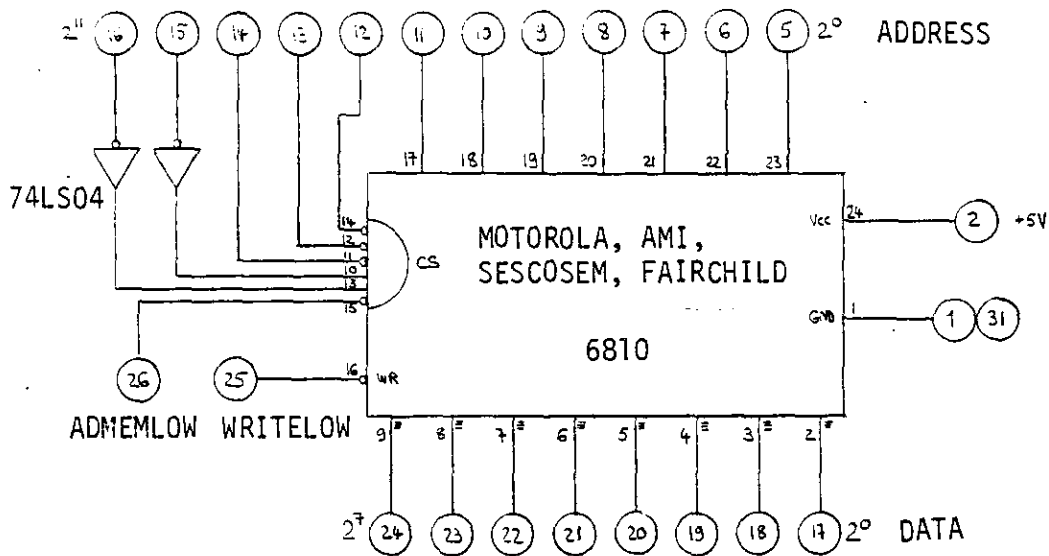 2¹¹ 16 15 14 13 12 11 10 9 8 7 6 5 2⁰ ADDRESS
74LS04
17 18 19 20 21 22 23
14
12
11
10
13
15
CS
MOTOROLA, AMI,
SESCOSEM, FAIRCHILD
6810
Vcc 24 2 +5V
GND 1 1 31
26 25 16 WR
ADMEMLOW WRITELOW
9 8 7 6 5 4 3 2
2⁷ 24 23 22 21 20 19 18 17 2⁰ DATA